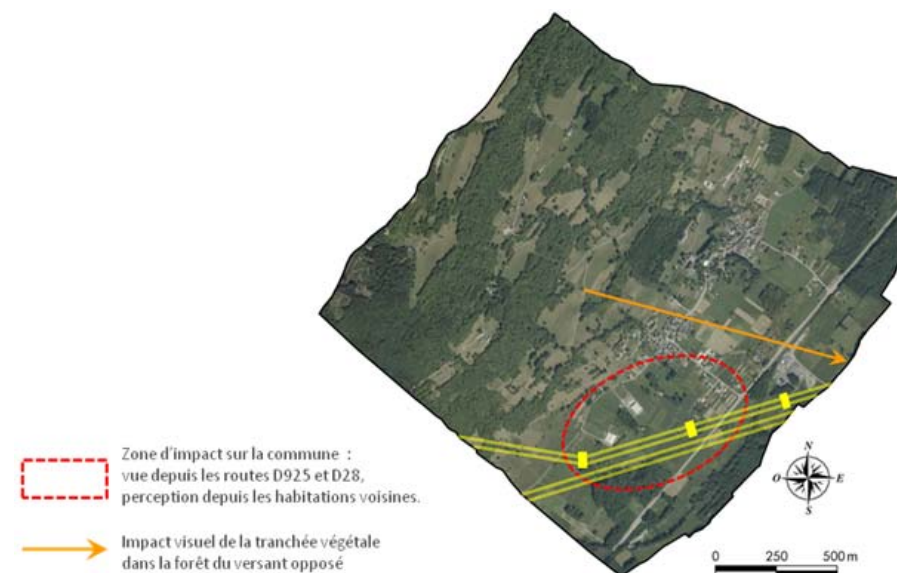 Zone d'impact sur la commune :
vue depuis les routes D925 et D28,
perception depuis les habitations voisines.
Impact visuel de la tranchée végétale
dans la forêt du versant opposé
N
O E
S
0 250 500 m